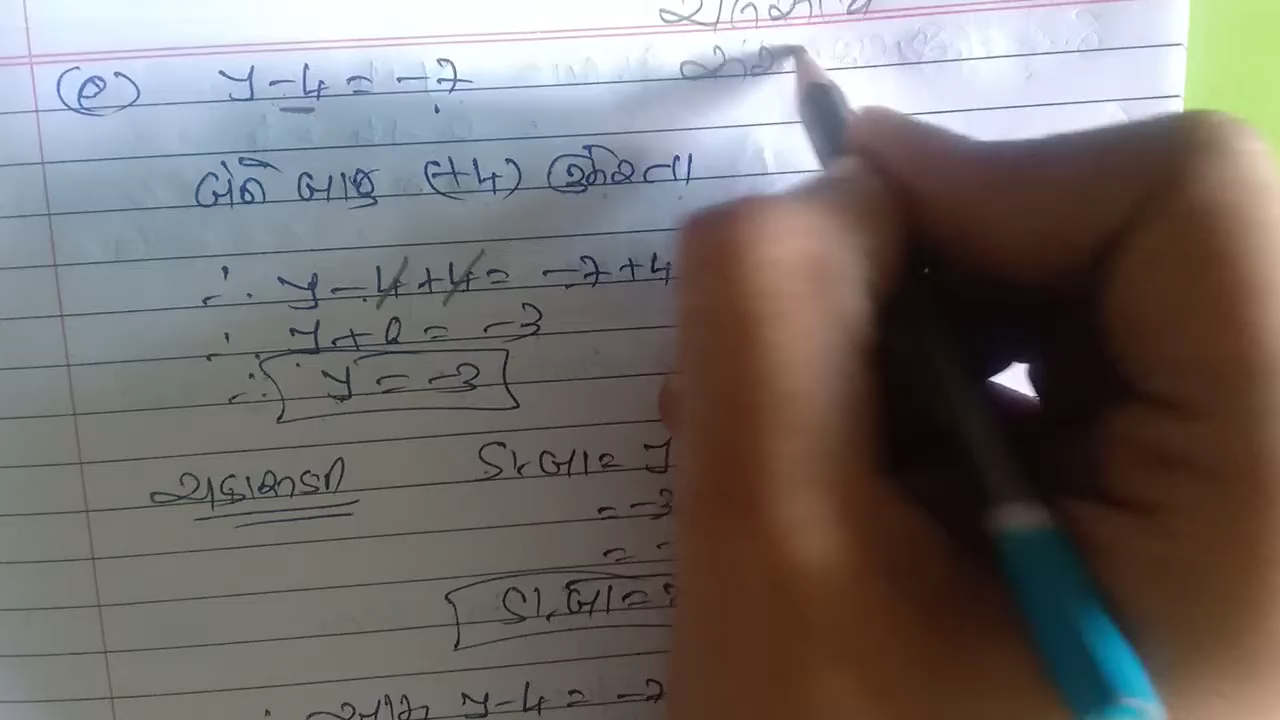 (e) y - 4 = -7
બંને બાજુ (+4) ઉમેરતા
∴ y - 4 + 4 = -7 + 4
∴ y + 0 = -3
∴ y = -3
ચકાસણી
ડા.બા = y
= -3
=
ડા.બા =
y - 4 = -7